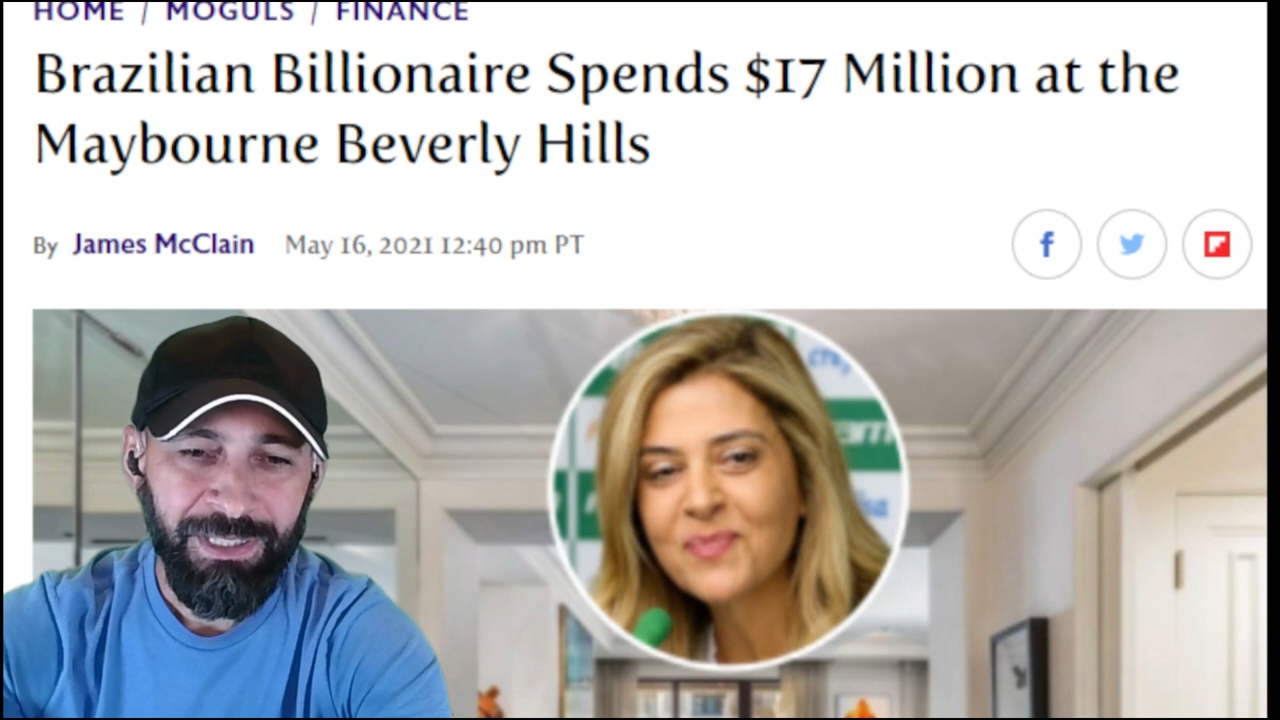 HOME / MOGULS / FINANCE
Brazilian Billionaire Spends $17 Million at the
Maybourne Beverly Hills
By James McClain May 16, 2021 12:40 pm PT
f